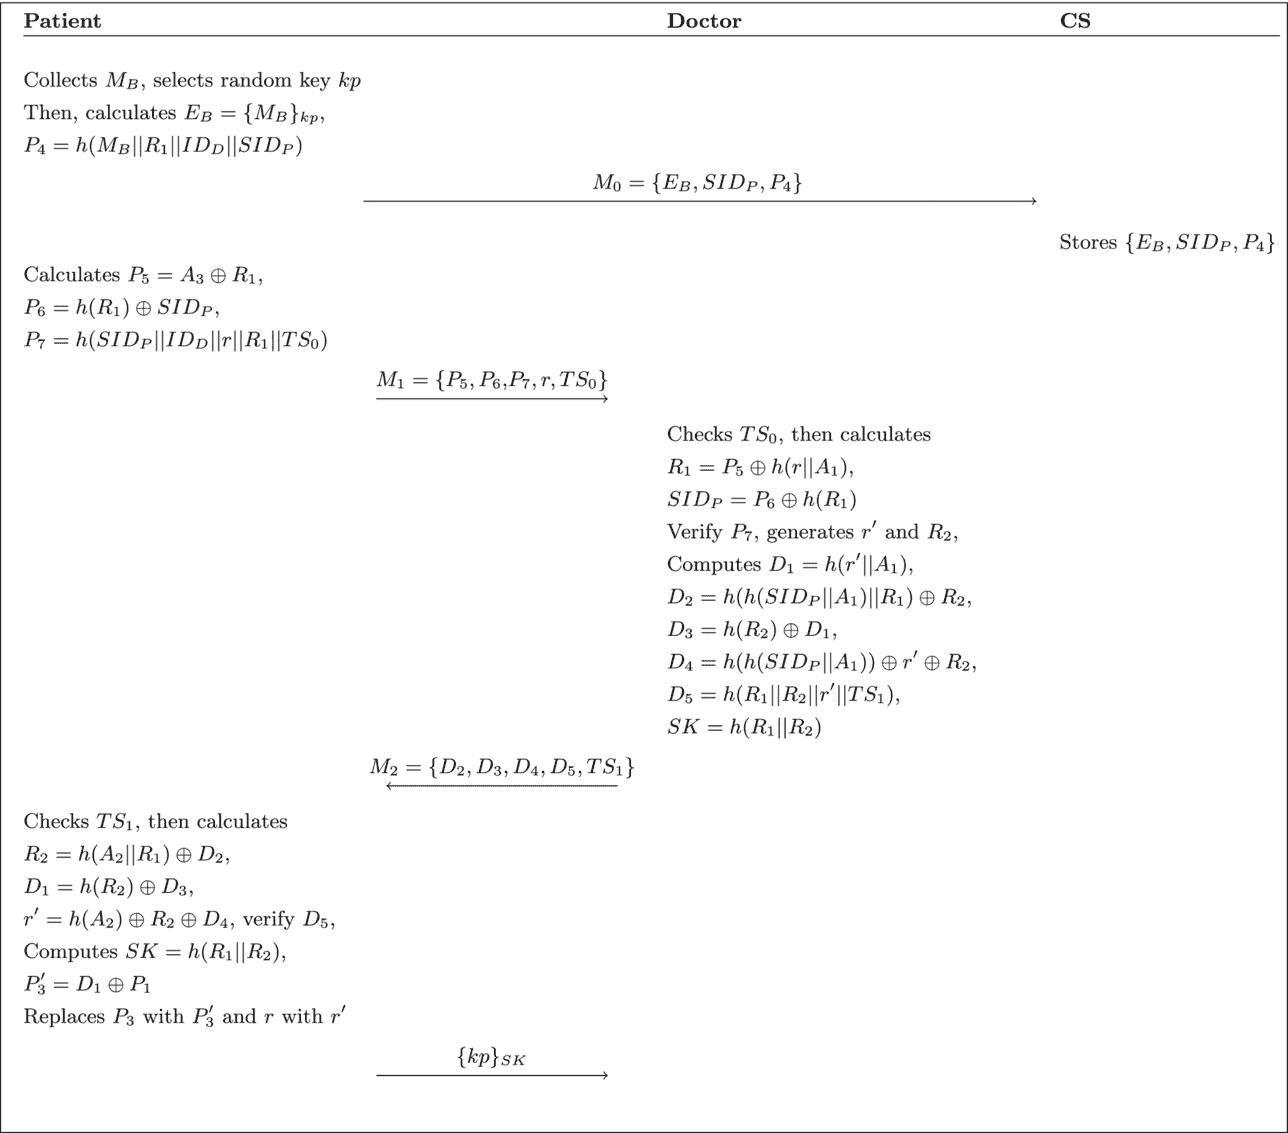 Patient Doctor CS
Collects M_B, selects random key kp
Then, calculates E_B = {M_B}_kp,
P_4 = h(M_B||R_1||ID_D||SID_P)
M_0 = {E_B, SID_P, P_4}
Stores {E_B, SID_P, P_4}
Calculates P_5 = A_3 ⊕ R_1,
P_6 = h(R_1) ⊕ SID_P,
P_7 = h(SID_P||ID_D||r||R_1||TS_0)
M_1 = {P_5, P_6,P_7, r, TS_0}
Checks TS_0, then calculates
R_1 = P_5 ⊕ h(r||A_1),
SID_P = P_6 ⊕ h(R_1)
Verify P_7, generates r′ and R_2,
Computes D_1 = h(r′||A_1),
D_2 = h(h(SID_P||A_1)||R_1) ⊕ R_2,
D_3 = h(R_2) ⊕ D_1,
D_4 = h(h(SID_P||A_1)) ⊕ r′ ⊕ R_2,
D_5 = h(R_1||R_2||r′||TS_1),
SK = h(R_1||R_2)
M_2 = {D_2, D_3, D_4, D_5, TS_1}
Checks TS_1, then calculates
R_2 = h(A_2||R_1) ⊕ D_2,
D_1 = h(R_2) ⊕ D_3,
r′ = h(A_2) ⊕ R_2 ⊕ D_4, verify D_5,
Computes SK = h(R_1||R_2),
P′_3 = D_1 ⊕ P_1
Replaces P_3 with P′_3 and r with r′
{kp}_SK